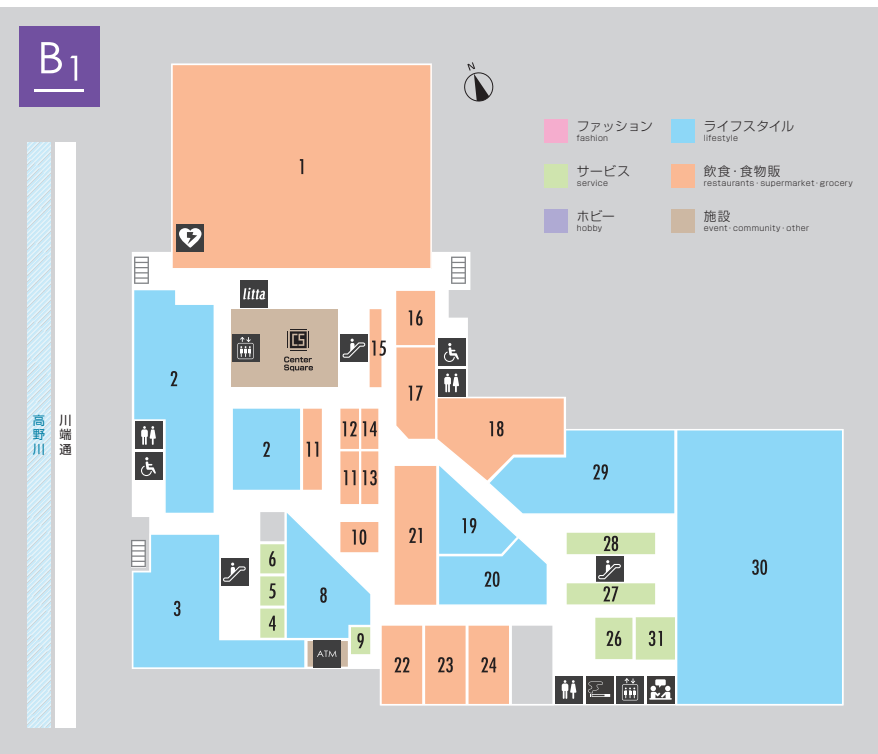 B1
N
ファッション
fashion
ライフスタイル
lifestyle
サービス
service
飲食・食物販
restaurants・supermarket・grocery
ホビー
hobby
施設
event・community・other
1
litta
Center
Square
15
16
2
17
12
14
18
2
11
11
13
29
高野川
川端通
10
21
19
28
6
5
8
20
27
30
3
4
9
26
31
ATM
22
23
24